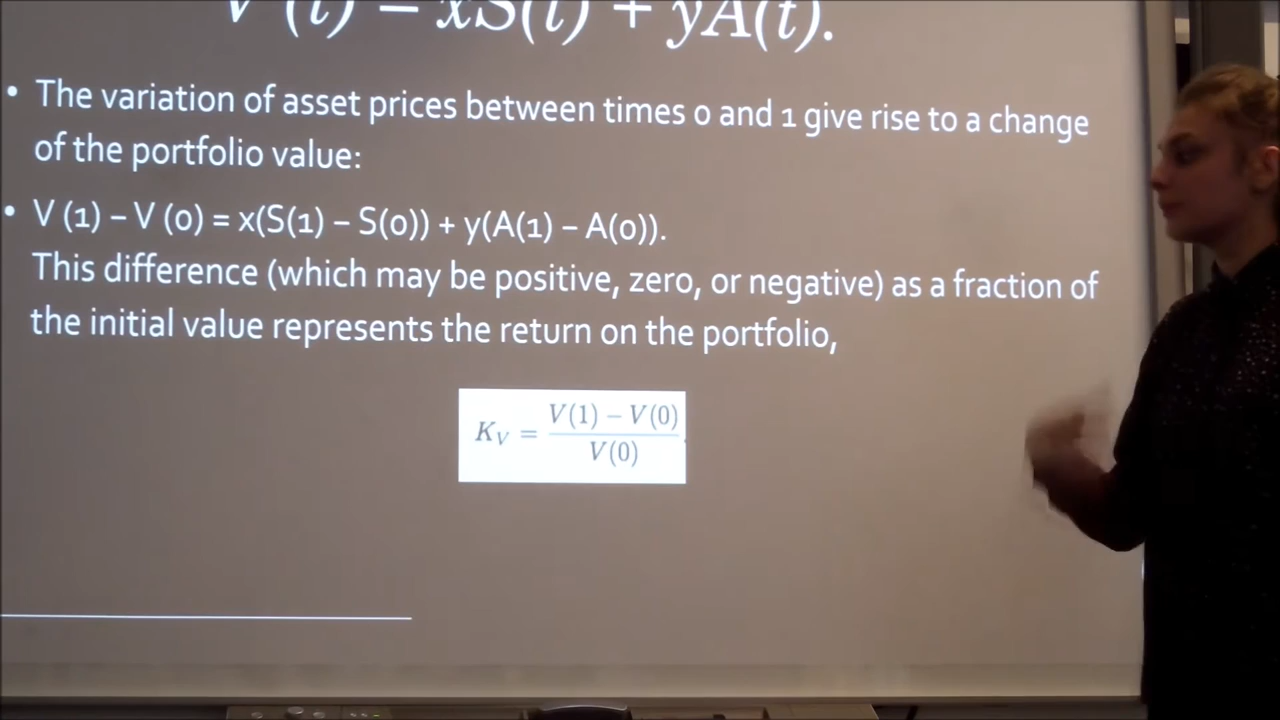 V(t) = xS(t) + yA(t).
• The variation of asset prices between times 0 and 1 give rise to a change
of the portfolio value:
• V (1) – V (0) = x(S(1) – S(0)) + y(A(1) – A(0)).
This difference (which may be positive, zero, or negative) as a fraction of
the initial value represents the return on the portfolio,
K_V = \frac{V(1) - V(0)}{V(0)}.